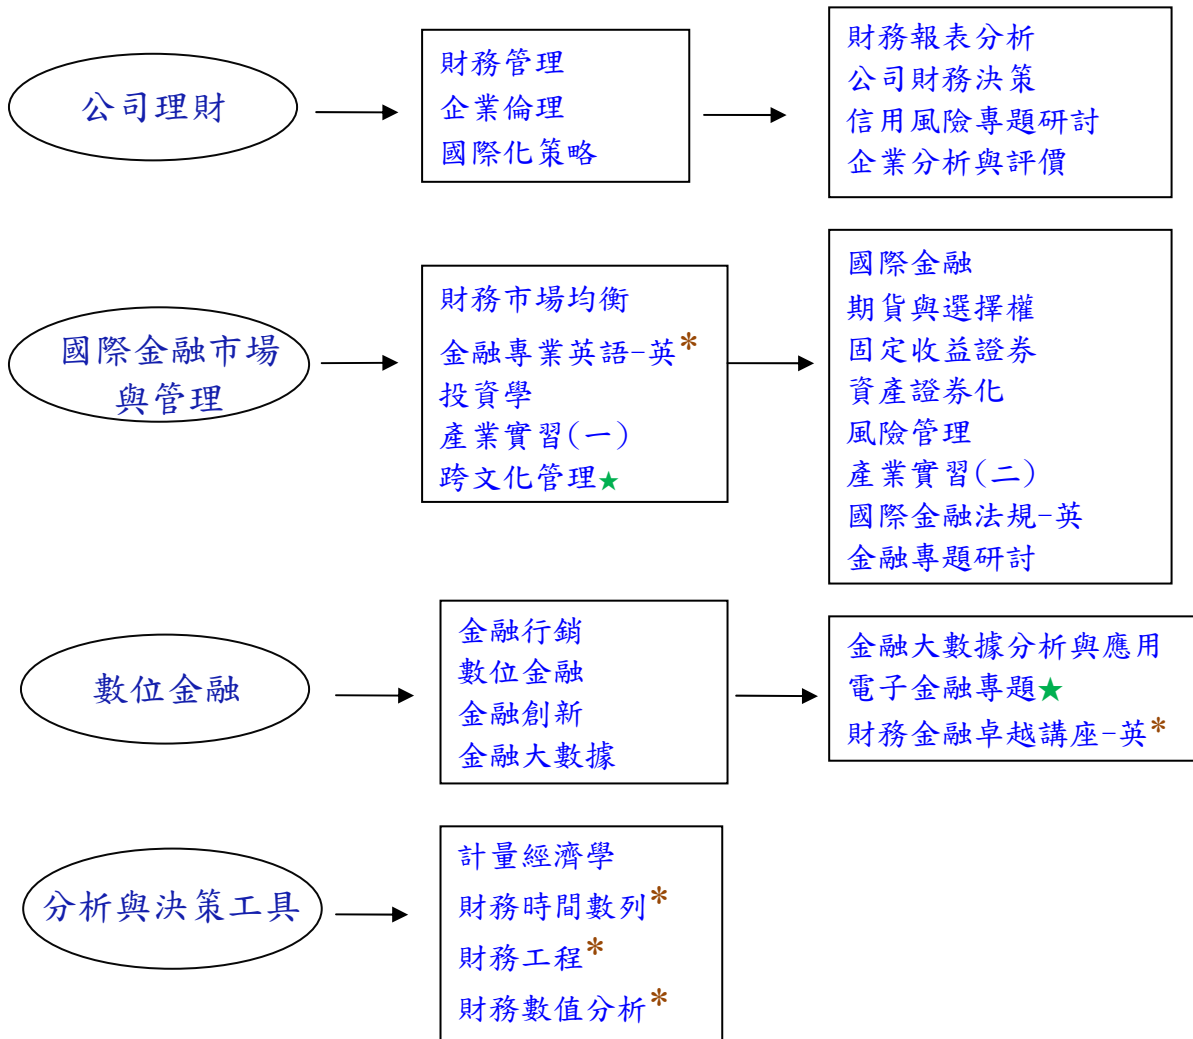 公司理財
財務管理
企業倫理
國際化策略
財務報表分析
公司財務決策
信用風險專題研討
企業分析與評價
國際金融市場
與管理
財務市場均衡
金融專業英語-英*
投資學
產業實習(一)
跨文化管理★
國際金融
期貨與選擇權
固定收益證券
資產證券化
風險管理
產業實習(二)
國際金融法規-英
金融專題研討
數位金融
金融行銷
數位金融
金融創新
金融大數據
金融大數據分析與應用
電子金融專題★
財務金融卓越講座-英*
分析與決策工具
計量經濟學
財務時間數列*
財務工程*
財務數值分析*